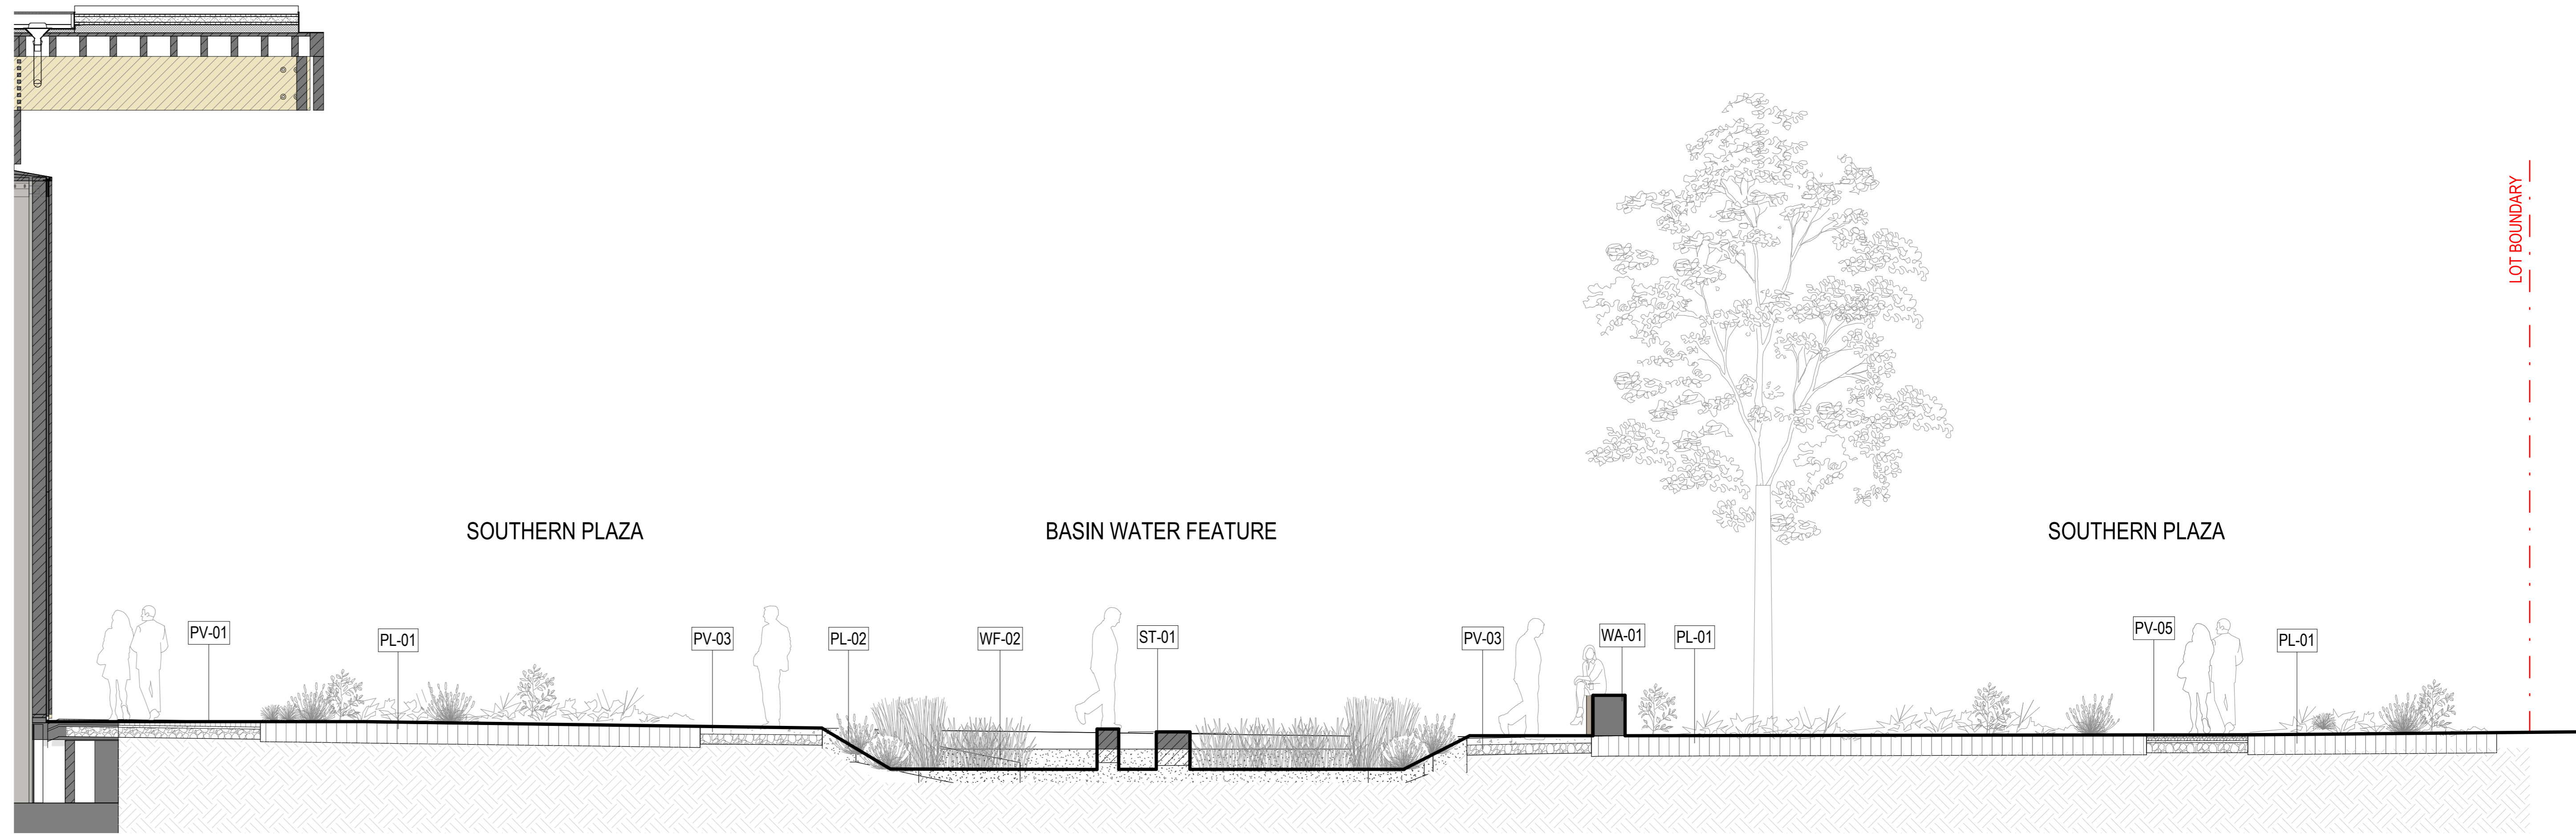 LOT BOUNDARY
SOUTHERN PLAZA
BASIN WATER FEATURE
SOUTHERN PLAZA
PV-01
PL-01
PV-03
PL-02
WF-02
ST-01
PV-03
WA-01
PL-01
PV-05
PL-01